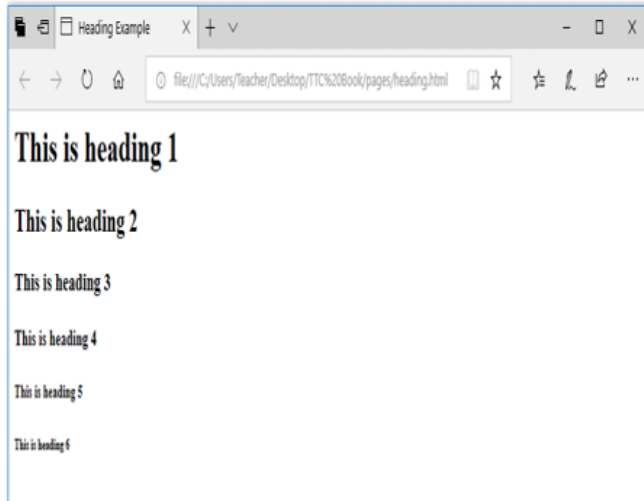 Heading Example
file:///C:/Users/Teacher/Desktop/TTC%20Book/pages/heading.html
This is heading 1
This is heading 2
This is heading 3
This is heading 4
This is heading 5
This is heading 6